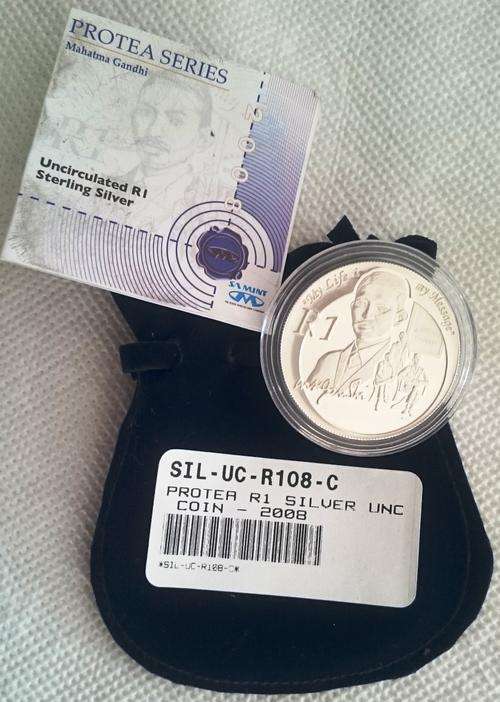 PROTEA SERIES
Mahatma Gandhi
2008
Uncirculated R1
Sterling Silver
SA MINT
"My Life is
my Message"
R1
SIL-UC-R108-C
PROTEA R1 SILVER UNC
COIN - 2008
*SIL-UC-R108-C*